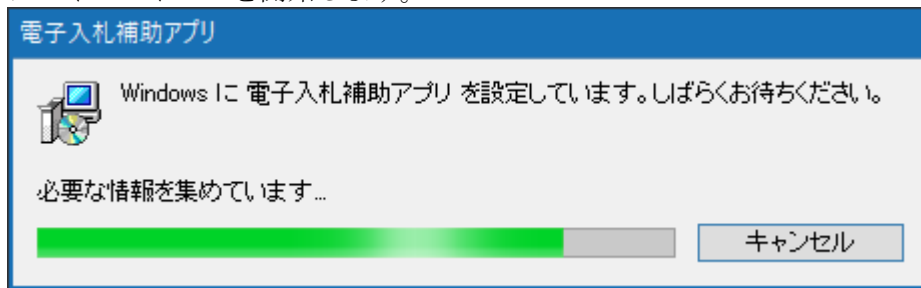 電子入札補助アプリ
Windows に 電子入札補助アプリ を設定しています。しばらくお待ちください。
必要な情報を集めています...
キャンセル